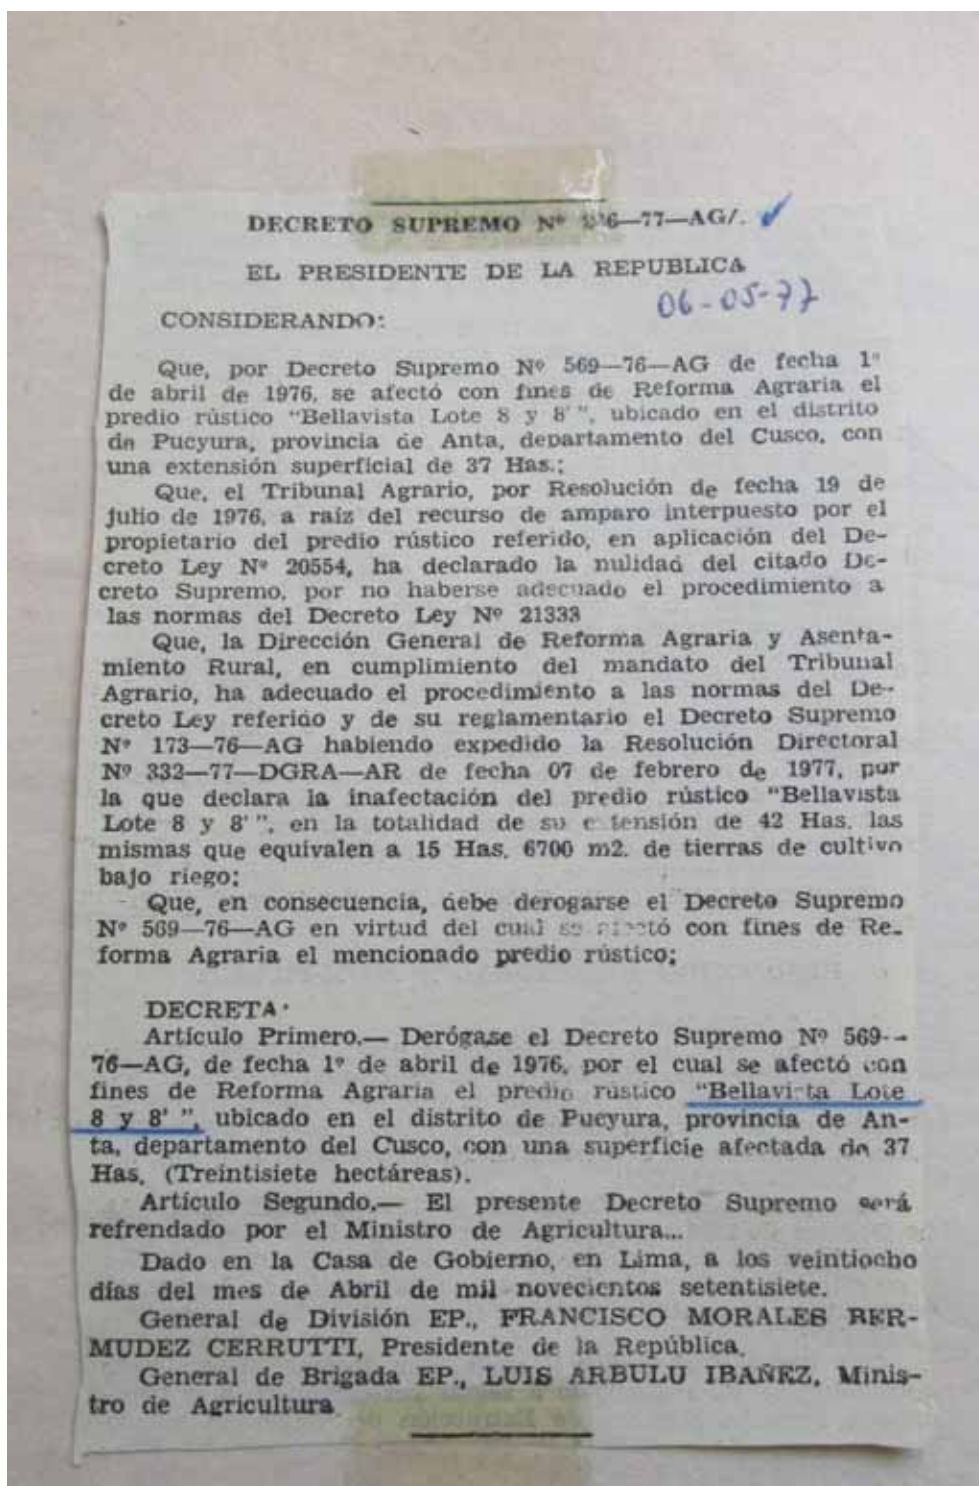 DECRETO SUPREMO Nº 6—77—AG/.
EL PRESIDENTE DE LA REPUBLICA
06-05-77
CONSIDERANDO:
Que, por Decreto Supremo Nº 569—76—AG de fecha 1º
de abril de 1976, se afectó con fines de Reforma Agraria el
predio rústico "Bellavista Lote 8 y 8' ", ubicado en el distrito
de Pucyura, provincia de Anta, departamento del Cusco, con
una extensión superficial de 37 Has.;
Que, el Tribunal Agrario, por Resolución de fecha 19 de
julio de 1976, a raíz del recurso de amparo interpuesto por el
propietario del predio rústico referido, en aplicación del De-
creto Ley Nº 20554, ha declarado la nulidad del citado De-
creto Supremo, por no haberse adecuado el procedimiento a
las normas del Decreto Ley Nº 21333
Que, la Dirección General de Reforma Agraria y Asenta-
miento Rural, en cumplimiento del mandato del Tribunal
Agrario, ha adecuado el procedimiento a las normas del De-
creto Ley referido y de su reglamentario el Decreto Supremo
Nº 173—76—AG habiendo expedido la Resolución Directoral
Nº 332—77—DGRA—AR de fecha 07 de febrero de 1977, por
la que declara la inafectación del predio rústico "Bellavista
Lote 8 y 8' ", en la totalidad de su extensión de 42 Has. las
mismas que equivalen a 15 Has. 6700 m2. de tierras de cultivo
bajo riego;
Que, en consecuencia, debe derogarse el Decreto Supremo
Nº 569—76—AG en virtud del cual se afectó con fines de Re-
forma Agraria el mencionado predio rústico;
DECRETA:
Artículo Primero.— Derógase el Decreto Supremo Nº 569-
76—AG, de fecha 1º de abril de 1976, por el cual se afectó con
fines de Reforma Agraria el predio rústico "Bellavista Lote
8 y 8' ", ubicado en el distrito de Pucyura, provincia de An-
ta, departamento del Cusco, con una superficie afectada de 37
Has. (Treintisiete hectáreas).
Artículo Segundo.— El presente Decreto Supremo será
refrendado por el Ministro de Agricultura...
Dado en la Casa de Gobierno, en Lima, a los veintiocho
días del mes de Abril de mil novecientos setentisiete.
General de División EP., FRANCISCO MORALES BER-
MUDEZ CERRUTTI, Presidente de la República.
General de Brigada EP., LUIS ARBULU IBAÑEZ, Minis-
tro de Agricultura